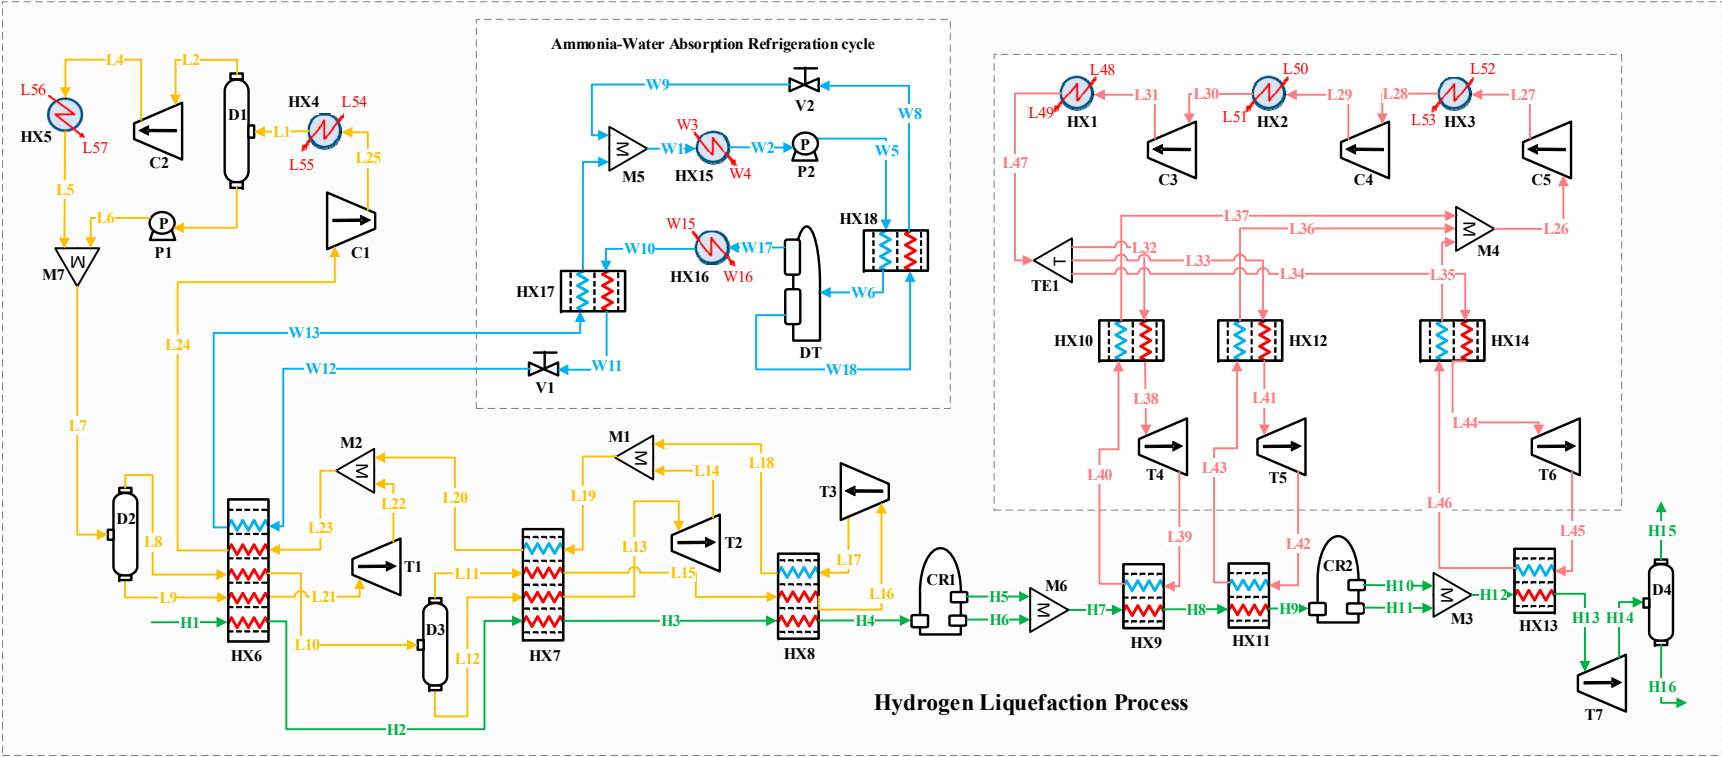 Ammonia-Water Absorption Refrigeration cycle
L4
L2
L56
HX5
L57
C2
D1
HX4
L54
L1
L55
L25
C1
L5
L6
P1
M7
L24
L7
W9
V2
W8
W3
W1
M5
HX15
W4
W2
P2
W5
HX18
W15
W10
HX16
W16
W17
W6
DT
W18
HX17
W11
V1
W13
W12
L48
L49
HX1
L31
C3
L30
L50
L51
HX2
L29
C4
L28
L52
L53
HX3
L27
C5
L47
L37
L36
M4
L26
TE1
L32
L33
L34
L35
HX10
HX12
HX14
L38
L41
L44
T4
T5
T6
L40
L43
L46
L39
L42
L45
D2
L8
L9
H1
HX6
L23
M2
L22
T1
L21
L10
L20
L11
D3
L12
H2
HX7
L19
M1
L14
L18
L13
T2
L15
H3
HX8
T3
L17
L16
H4
CR1
H5
H6
M6
H7
HX9
H8
HX11
H9
CR2
H10
H11
M3
H12
HX13
H13
H14
T7
D4
H15
H16
Hydrogen Liquefaction Process